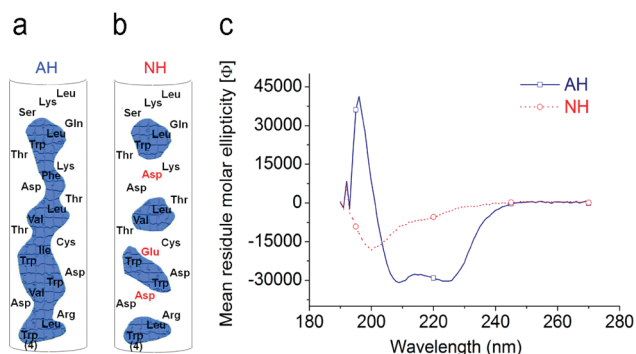 a
AH
Leu
Lys
Ser
Gln
Leu
Trp
Thr
Lys
Phe
Asp
Thr
Leu
Val
Thr
Cys
Ile
Trp
Asp
Trp
Val
Asp
Arg
Leu
Trp
(4)
b
NH
Leu
Lys
Ser
Gln
Leu
Trp
Thr
Lys
Asp
Asp
Thr
Leu
Val
Thr
Cys
Glu
Trp
Asp
Trp
Asp
Asp
Arg
Leu
Trp
(4)
c
Mean residule molar ellipticity [Φ]
45000
30000
15000
0
-15000
-30000
AH
NH
180 200 220 240 260 280
Wavelength (nm)